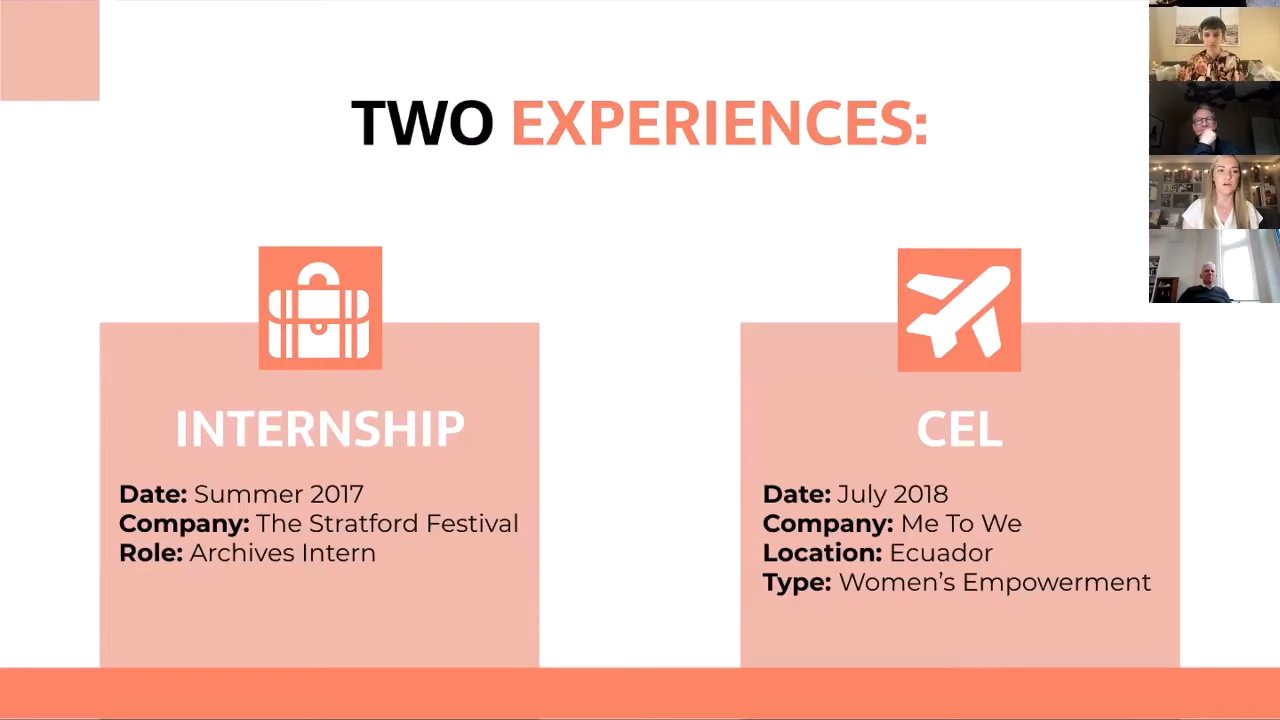 TWO EXPERIENCES:
INTERNSHIP
Date: Summer 2017
Company: The Stratford Festival
Role: Archives Intern
CEL
Date: July 2018
Company: Me To We
Location: Ecuador
Type: Women’s Empowerment